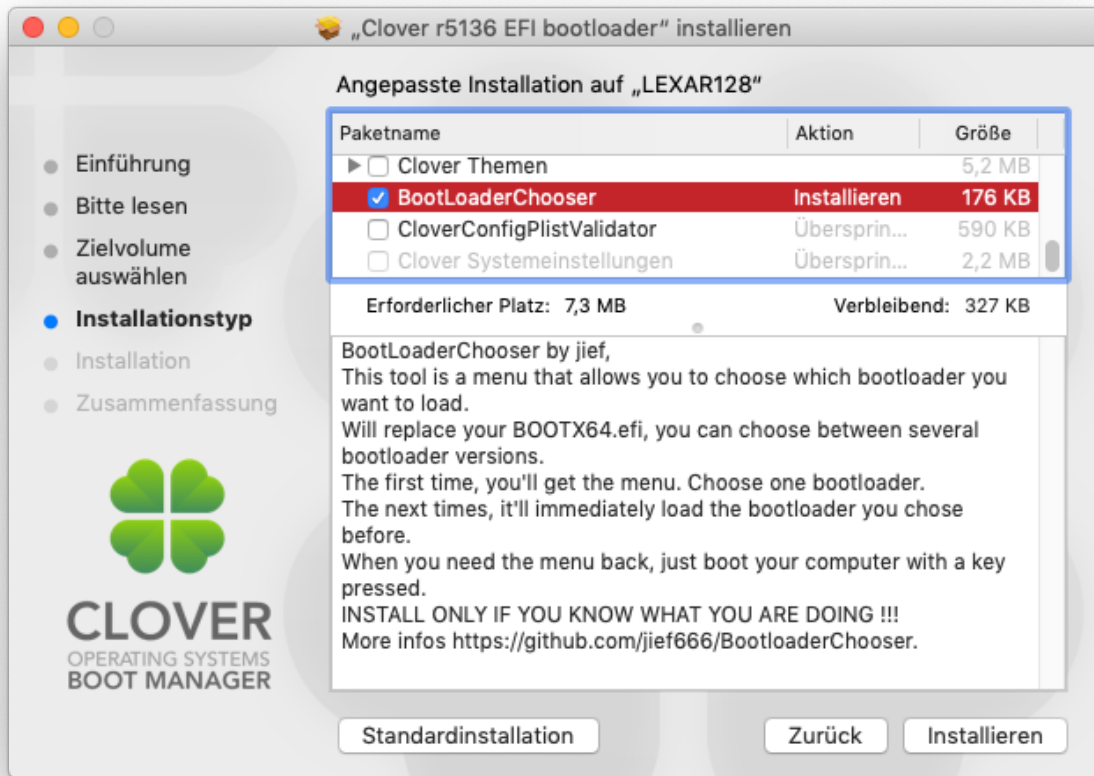 „Clover r5136 EFI bootloader“ installieren
Angepasste Installation auf „LEXAR128“
Einführung
Bitte lesen
Zielvolume
auswählen
Installationstyp
Installation
Zusammenfassung
CLOVER
OPERATING SYSTEMS
BOOT MANAGER
Paketname Aktion Größe
Clover Themen 5,2 MB
BootLoaderChooser Installieren 176 KB
CloverConfigPlistValidator Übersprin... 590 KB
Clover Systemeinstellungen Übersprin... 2,2 MB
Erforderlicher Platz: 7,3 MB Verbleibend: 327 KB
BootLoaderChooser by jief,
This tool is a menu that allows you to choose which bootloader you
want to load.
Will replace your BOOTX64.efi, you can choose between several
bootloader versions.
The first time, you'll get the menu. Choose one bootloader.
The next times, it'll immediately load the bootloader you chose
before.
When you need the menu back, just boot your computer with a key
pressed.
INSTALL ONLY IF YOU KNOW WHAT YOU ARE DOING !!!
More infos https://github.com/jief666/BootloaderChooser.
Standardinstallation Zurück Installieren